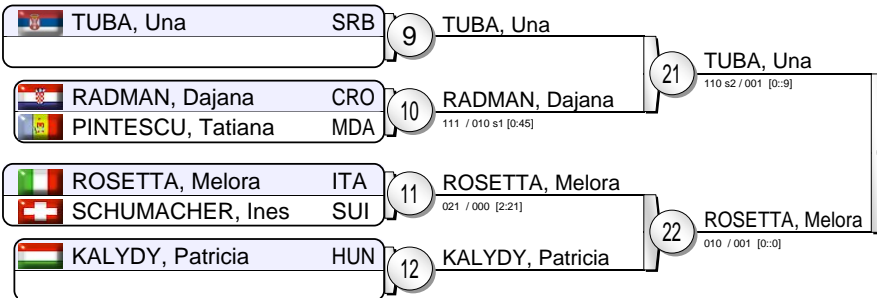 TUBA, Una SRB
9
TUBA, Una
RADMAN, Dajana CRO
PINTESCU, Tatiana MDA
10
RADMAN, Dajana
111 / 010 s1 [0:45]
21
TUBA, Una
110 s2 / 001 [0::9]
ROSETTA, Melora ITA
SCHUMACHER, Ines SUI
11
ROSETTA, Melora
021 / 000 [2:21]
KALYDY, Patricia HUN
12
KALYDY, Patricia
22
ROSETTA, Melora
010 / 001 [0::0]